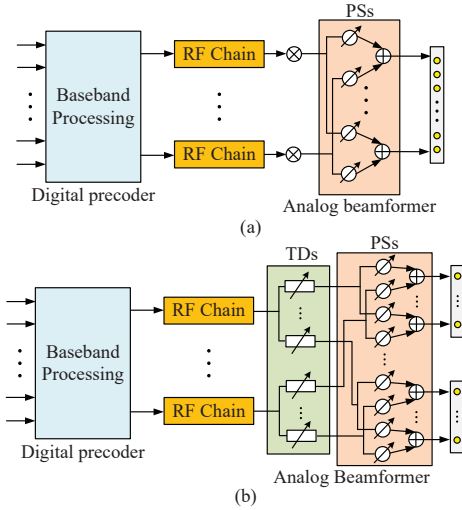 PSs
RF Chain
Baseband
Processing
RF Chain
Digital precoder
Analog beamformer
(a)
TDs
PSs
RF Chain
Baseband
Processing
RF Chain
Digital precoder
Analog Beamformer
(b)